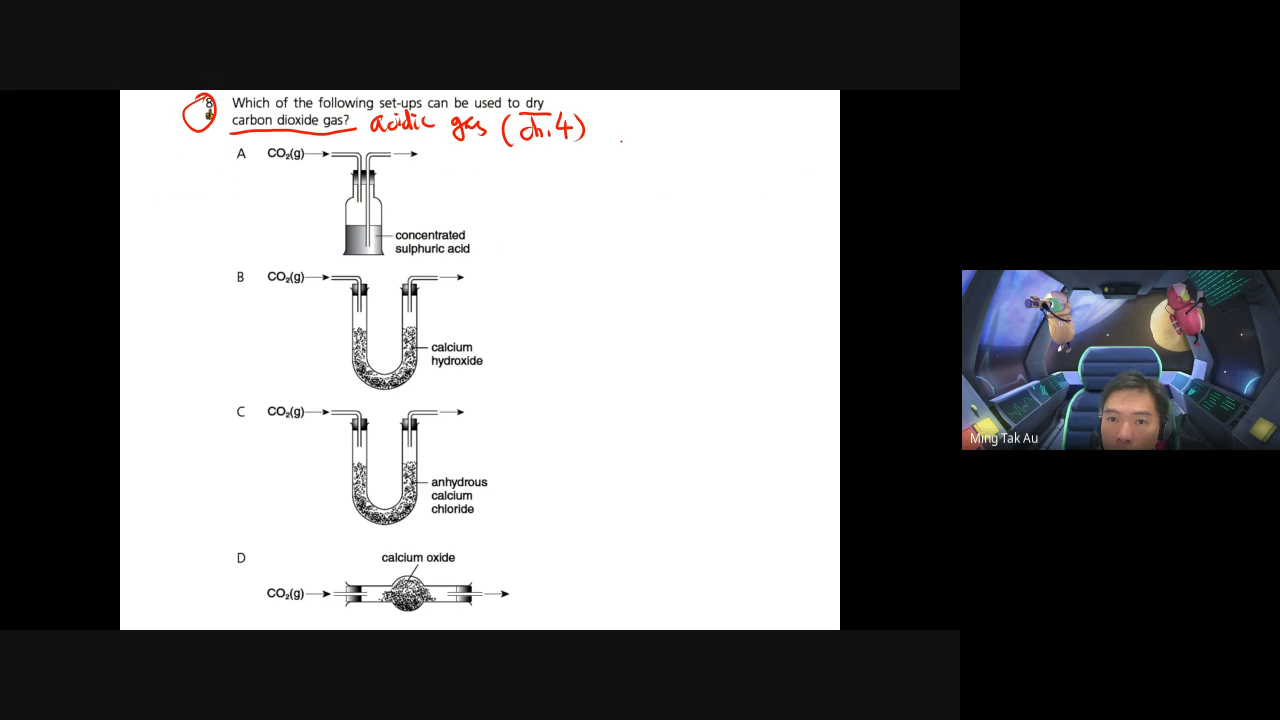 8 Which of the following set-ups can be used to dry
carbon dioxide gas? acidic gas (ch.4)
A CO₂(g)
concentrated
sulphuric acid
B CO₂(g)
calcium
hydroxide
C CO₂(g)
anhydrous
calcium
chloride
D calcium oxide
CO₂(g)
Ming Tak Au